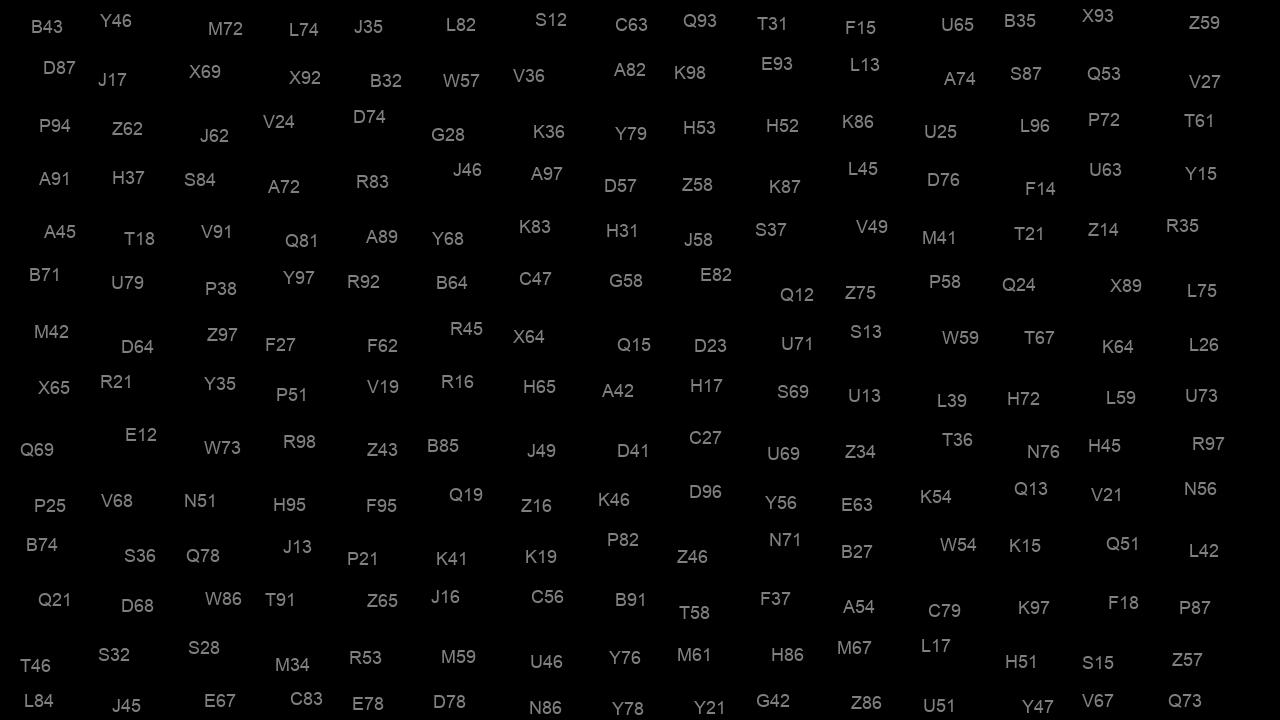 B43 Y46 M72 L74 J35 L82 S12 C63 Q93 T31 F15 U65 B35 X93 Z59
D87 J17 X69 X92 B32 W57 V36 A82 K98 E93 L13 A74 S87 Q53 V27
P94 Z62 J62 V24 D74 G28 K36 Y79 H53 H52 K86 U25 L96 P72 T61
A91 H37 S84 A72 R83 J46 A97 D57 Z58 K87 L45 D76 F14 U63 Y15
A45 T18 V91 Q81 A89 Y68 K83 H31 J58 S37 V49 M41 T21 Z14 R35
B71 U79 P38 Y97 R92 B64 C47 G58 E82 Q12 Z75 P58 Q24 X89 L75
M42 D64 Z97 F27 F62 R45 X64 Q15 D23 U71 S13 W59 T67 K64 L26
X65 R21 Y35 P51 V19 R16 H65 A42 H17 S69 U13 L39 H72 L59 U73
Q69 E12 W73 R98 Z43 B85 J49 D41 C27 U69 Z34 T36 N76 H45 R97
P25 V68 N51 H95 F95 Q19 Z16 K46 D96 Y56 E63 K54 Q13 V21 N56
B74 S36 Q78 J13 P21 K41 K19 P82 Z46 N71 B27 W54 K15 Q51 L42
Q21 D68 W86 T91 Z65 J16 C56 B91 T58 F37 A54 C79 K97 F18 P87
T46 S32 S28 M34 R53 M59 U46 Y76 M61 H86 M67 L17 H51 S15 Z57
L84 J45 E67 C83 E78 D78 N86 Y78 Y21 G42 Z86 U51 Y47 V67 Q73